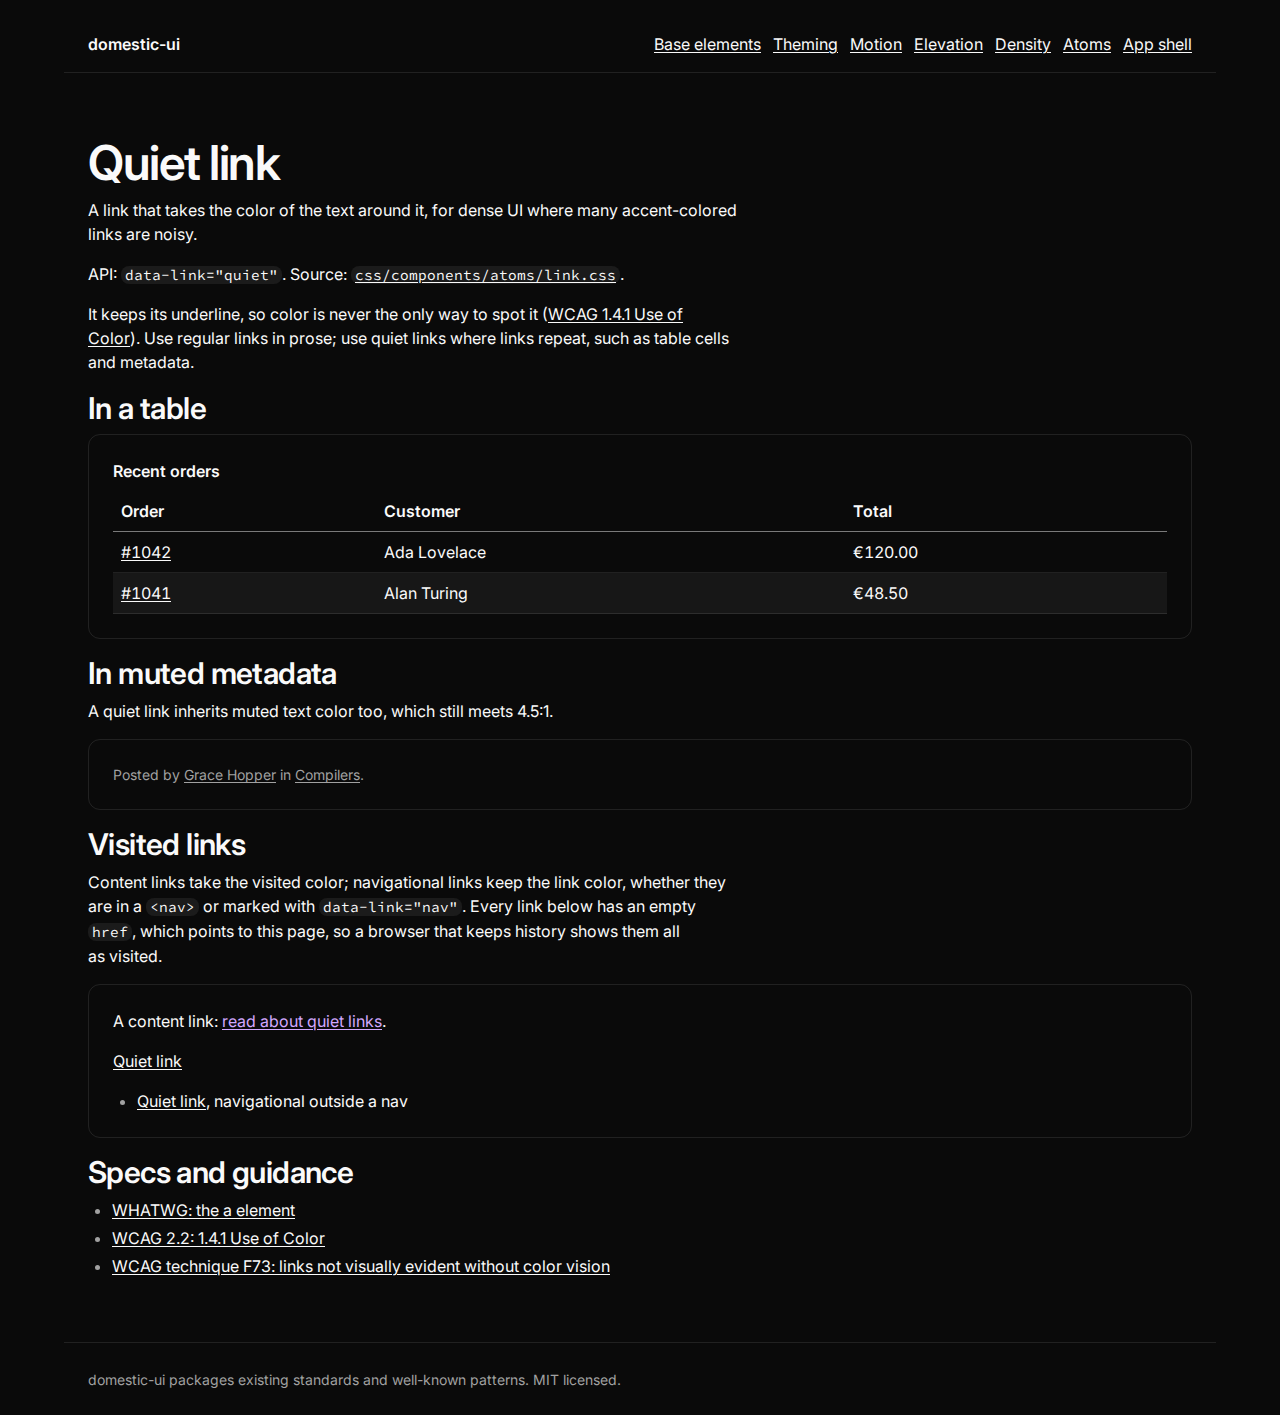 domestic-ui
Base elements Theming Motion Elevation Density Atoms App shell
Quiet link
A link that takes the color of the text around it, for dense UI where many accent-colored
links are noisy.
API: data-link="quiet". Source: css/components/atoms/link.css.
It keeps its underline, so color is never the only way to spot it (WCAG 1.4.1 Use of
Color). Use regular links in prose; use quiet links where links repeat, such as table cells
and metadata.
In a table
Recent orders
Order Customer Total
#1042 Ada Lovelace €120.00
#1041 Alan Turing €48.50
In muted metadata
A quiet link inherits muted text color too, which still meets 4.5:1.
Posted by Grace Hopper in Compilers.
Visited links
Content links take the visited color; navigational links keep the link color, whether they
are in a <nav> or marked with data-link="nav". Every link below has an empty
href, which points to this page, so a browser that keeps history shows them all
as visited.
A content link: read about quiet links.
Quiet link
• Quiet link, navigational outside a nav
Specs and guidance
• WHATWG: the a element
• WCAG 2.2: 1.4.1 Use of Color
• WCAG technique F73: links not visually evident without color vision
domestic-ui packages existing standards and well-known patterns. MIT licensed.